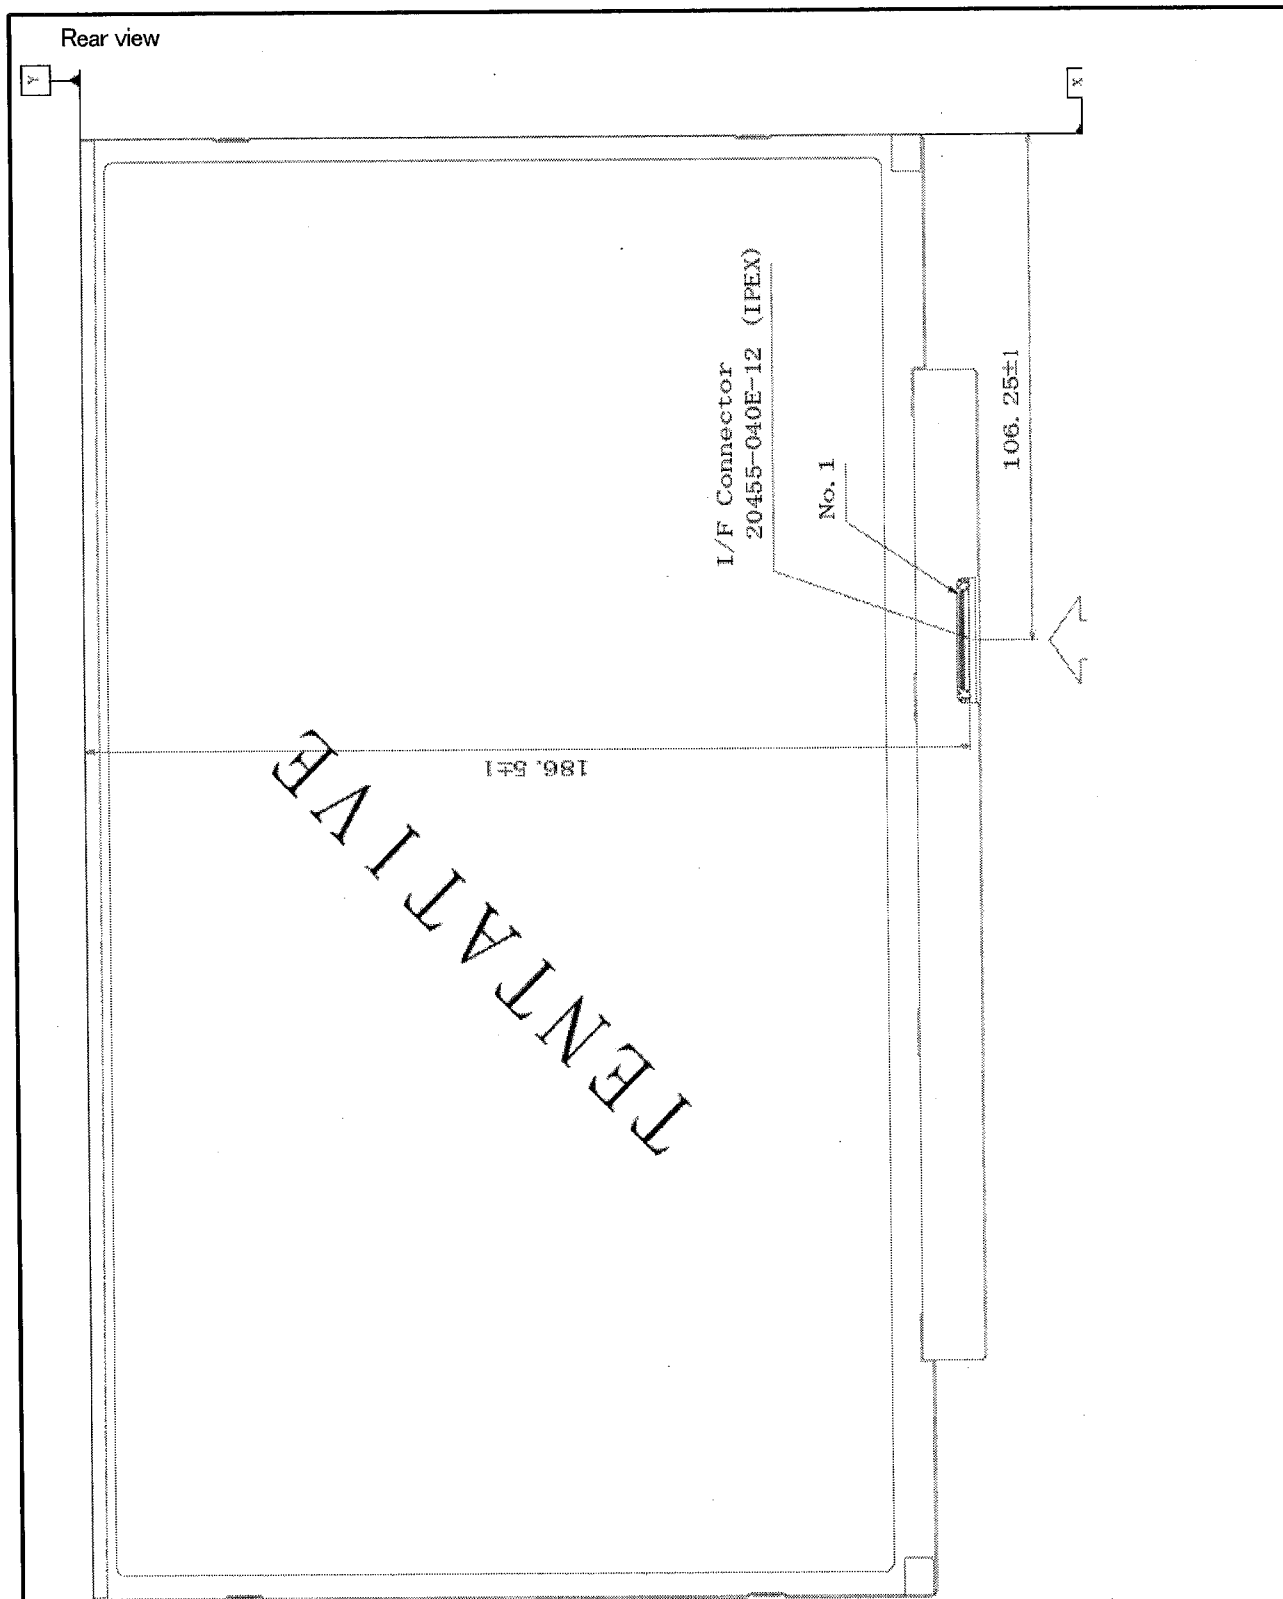 Rear view
Y
X
I/F Connector
20455-040E-12 (IPEX)
No. 1
106. 25±1
186. 5±1
TENTATIVE